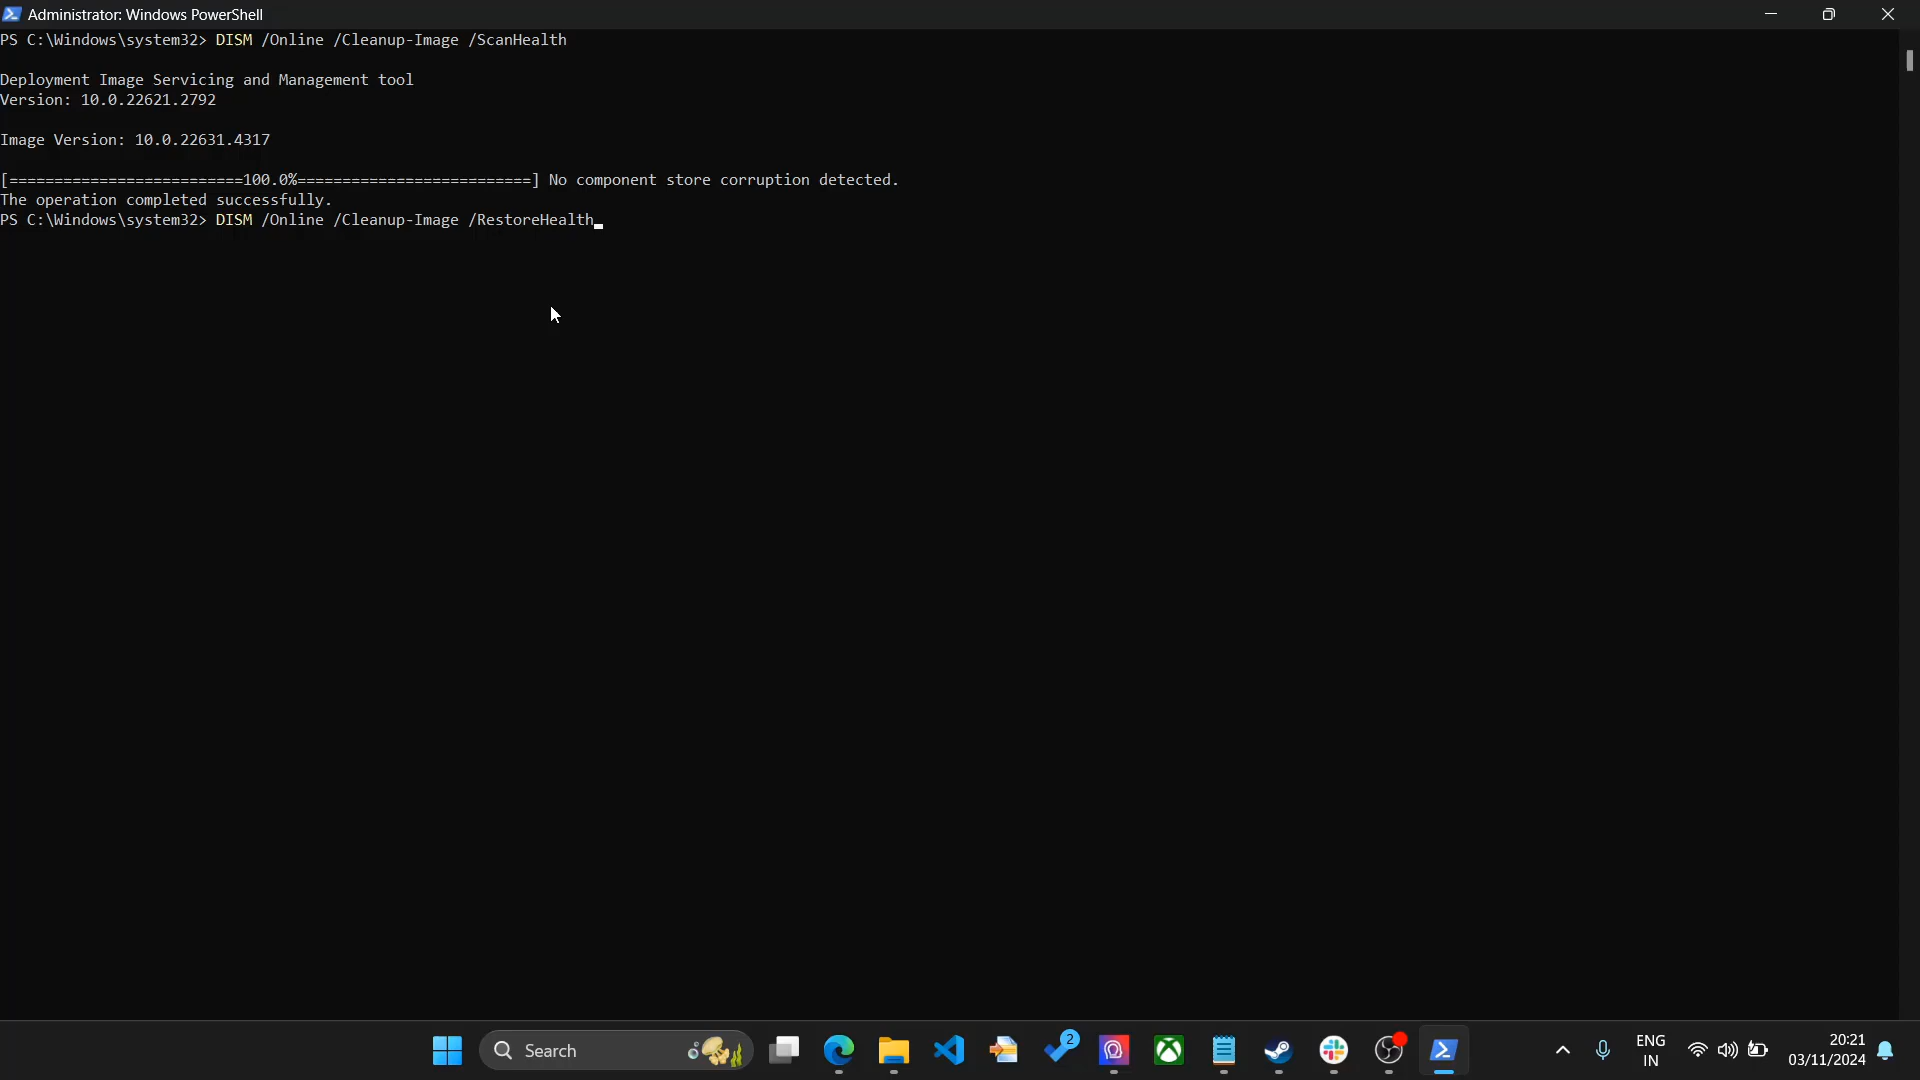 Administrator: Windows PowerShell
PS C:\Windows\system32> DISM /Online /Cleanup-Image /ScanHealth
Deployment Image Servicing and Management tool
Version: 10.0.22621.2792
Image Version: 10.0.22631.4317
[==========================100.0%==========================] No component store corruption detected.
The operation completed successfully.
PS C:\Windows\system32> DISM /Online /Cleanup-Image /RestoreHealth
Search
2
ENG
IN
20:21
03/11/2024